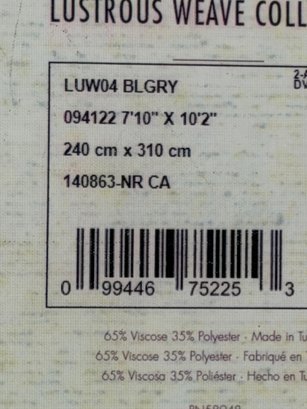 LUSTROUS WEAVE COLL
LUW04 BLGRY
094122 7'10" X 10'2"
240 cm x 310 cm
140863-NR CA
0 99446 75225 3
65% Viscose 35% Polyester · Made in Tu
65% Viscose 35% Polyester · Fabriqué en
65% Viscosa 35% Poliéster · Hecho en Tu